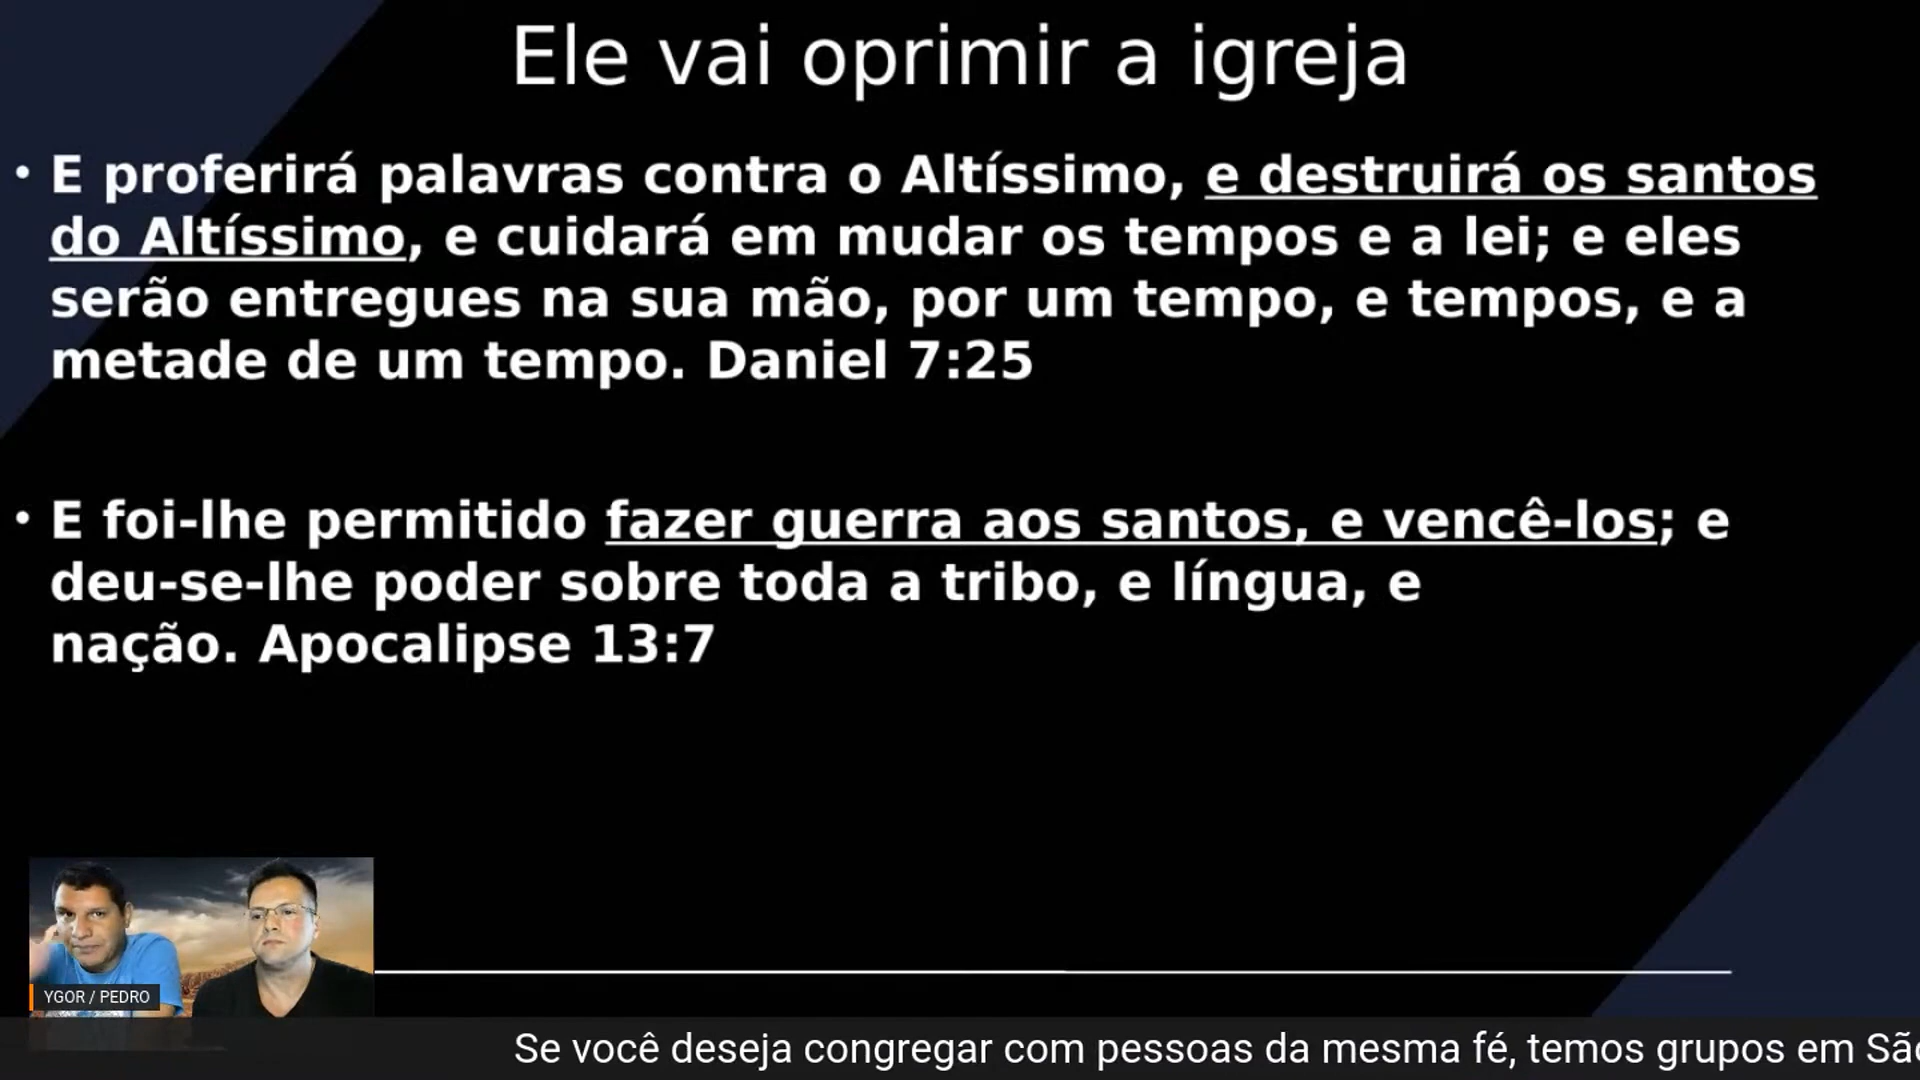 Ele vai oprimir a igreja
• E proferirá palavras contra o Altíssimo, e destruirá os santos
do Altíssimo, e cuidará em mudar os tempos e a lei; e eles
serão entregues na sua mão, por um tempo, e tempos, e a
metade de um tempo. Daniel 7:25
• E foi-lhe permitido fazer guerra aos santos, e vencê-los; e
deu-se-lhe poder sobre toda a tribo, e língua, e
nação. Apocalipse 13:7
YGOR / PEDRO
Se você deseja congregar com pessoas da mesma fé, temos grupos em